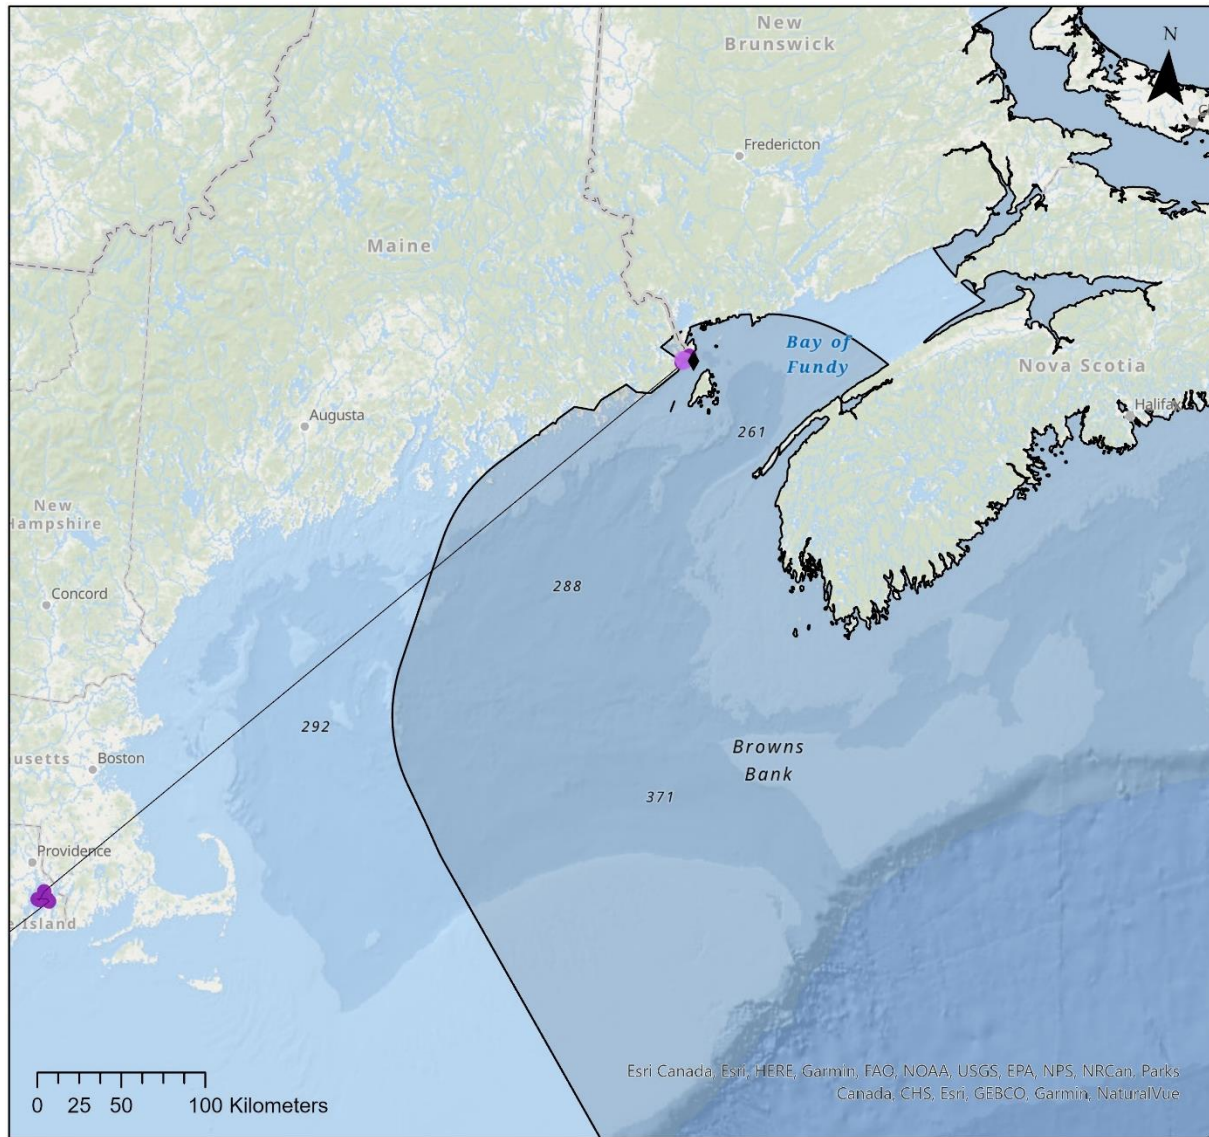 New
Brunswick
N
Fredericton
Maine
Bay of
Fundy
Nova Scotia
Halifax
Augusta
261
New
Hampshire
288
Concord
292
Browns
Bank
usetts
Boston
371
Providence
e Island
Esri Canada, Esri, HERE, Garmin, FAO, NOAA, USGS, EPA, NPS, NRCan, Parks
Canada, CHS, Esri, GEBCO, Garmin, NaturalVue
0 25 50 100 Kilometers